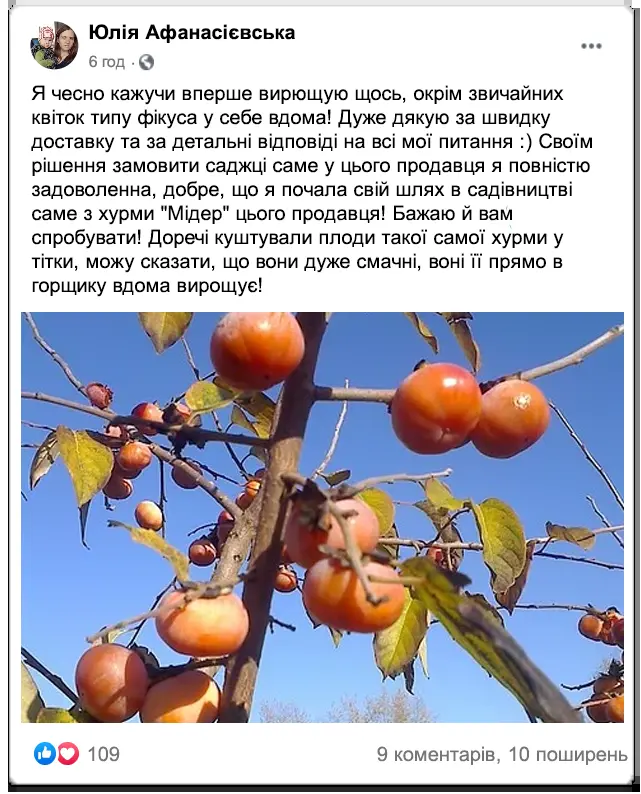 Юлія Афанасієвська
6 год ·
Я чесно кажучи вперше вирющую щось, окрім звичайних
квіток типу фікуса у себе вдома! Дуже дякую за швидку
доставку та за детальні відповіді на всі мої питання :) Своїм
рішення замовити саджці саме у цього продавця я повністю
задоволенна, добре, що я почала свій шлях в садівництві
саме з хурми "Мідер" цього продавця! Бажаю й вам
спробувати! Доречі куштували плоди такої самої хурми у
тітки, можу сказати, що вони дуже смачні, воні її прямо в
горщику вдома вирощує!
109
9 коментарів, 10 поширень